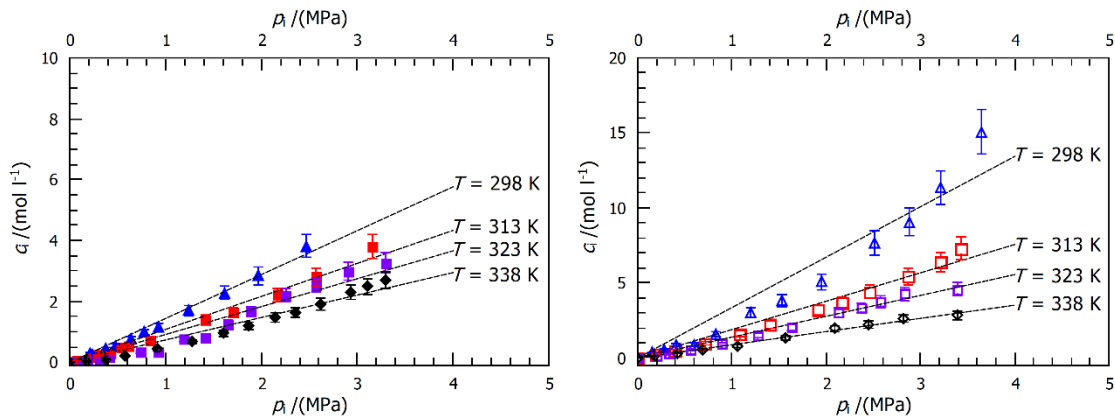 pᵢ /(MPa)
0 1 2 3 4 5
10
8
6
4
2
0
cᵢ /(mol l⁻¹)
T = 298 K
T = 313 K
T = 323 K
T = 338 K
0 1 2 3 4 5
pᵢ /(MPa)
pᵢ /(MPa)
0 1 2 3 4 5
20
15
10
5
0
cᵢ /(mol l⁻¹)
T = 298 K
T = 313 K
T = 323 K
T = 338 K
0 1 2 3 4 5
pᵢ /(MPa)